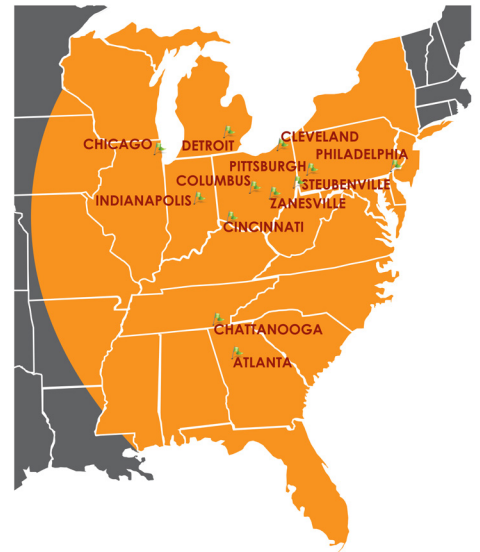 CLEVELAND
CHICAGO
DETROIT
PHILADELPHIA
PITTSBURGH
COLUMBUS
STEUBENVILLE
INDIANAPOLIS
ZANESVILLE
CINCINNATI
CHATTANOOGA
ATLANTA